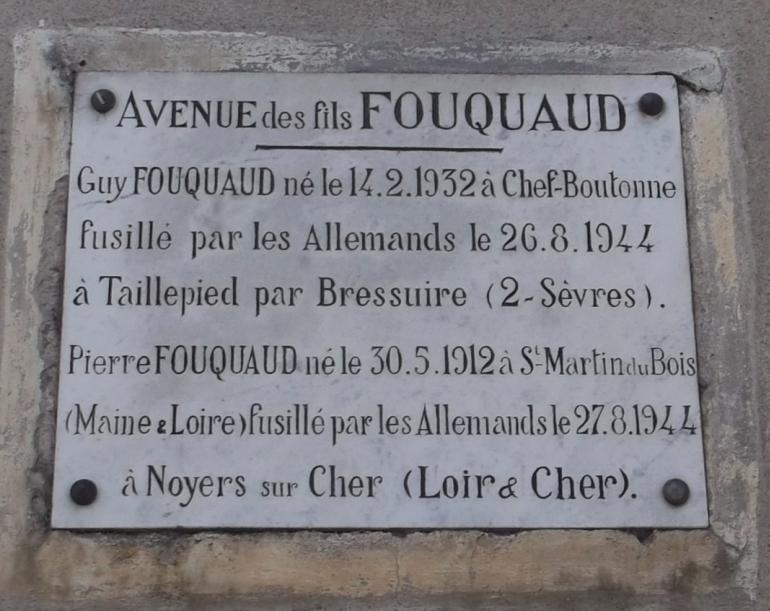 AVENUE des fils FOUQUAUD
Guy FOUQUAUD né le 14.2.1932 à Chef-Boutonne
fusillé par les Allemands le 26.8.1944
à Taillepied par Bressuire (2-Sèvres).
Pierre FOUQUAUD né le 30.5.1912 à St-Martin du Bois
(Maine & Loire) fusillé par les Allemands le 27.8.1944
à Noyers sur Cher (Loir & Cher).